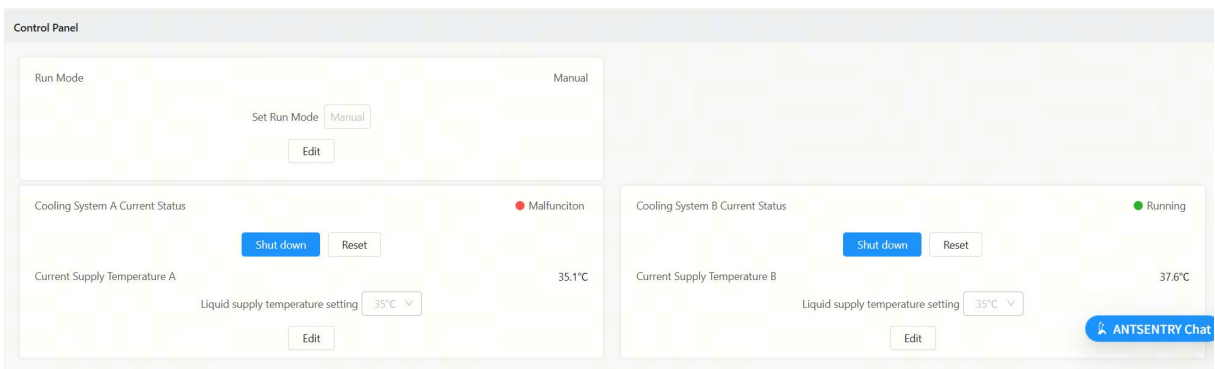 Control Panel
Run Mode Manual
Set Run Mode Manual
Edit
Cooling System A Current Status Malfunciton
Shut down Reset
Current Supply Temperature A 35.1°C
Liquid supply temperature setting 35°C
Edit
Cooling System B Current Status Running
Shut down Reset
Current Supply Temperature B 37.6°C
Liquid supply temperature setting 35°C
Edit
ANTSENTRY Chat